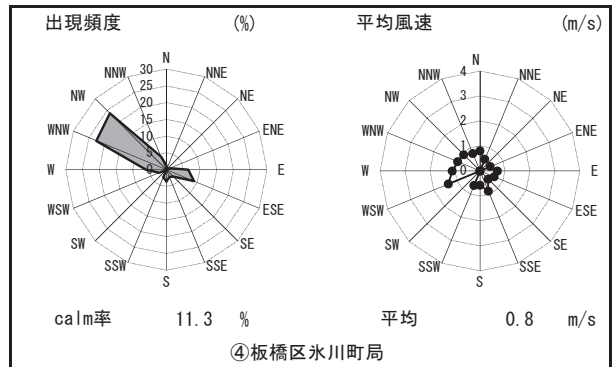 出現頻度 (%) 平均風速 (m/s)
N N
NNW 30 NNE NNW 4 NNE
25
NW 20 NE NW 3 NE
15 2
WNW 10 ENE WNW 1 ENE
5
W 0 E W 0 E
WSW ESE WSW ESE
SW SE SW SE
SSW SSE SSW SSE
S S
calm率 11.3 % 平均 0.8 m/s
④板橋区氷川町局